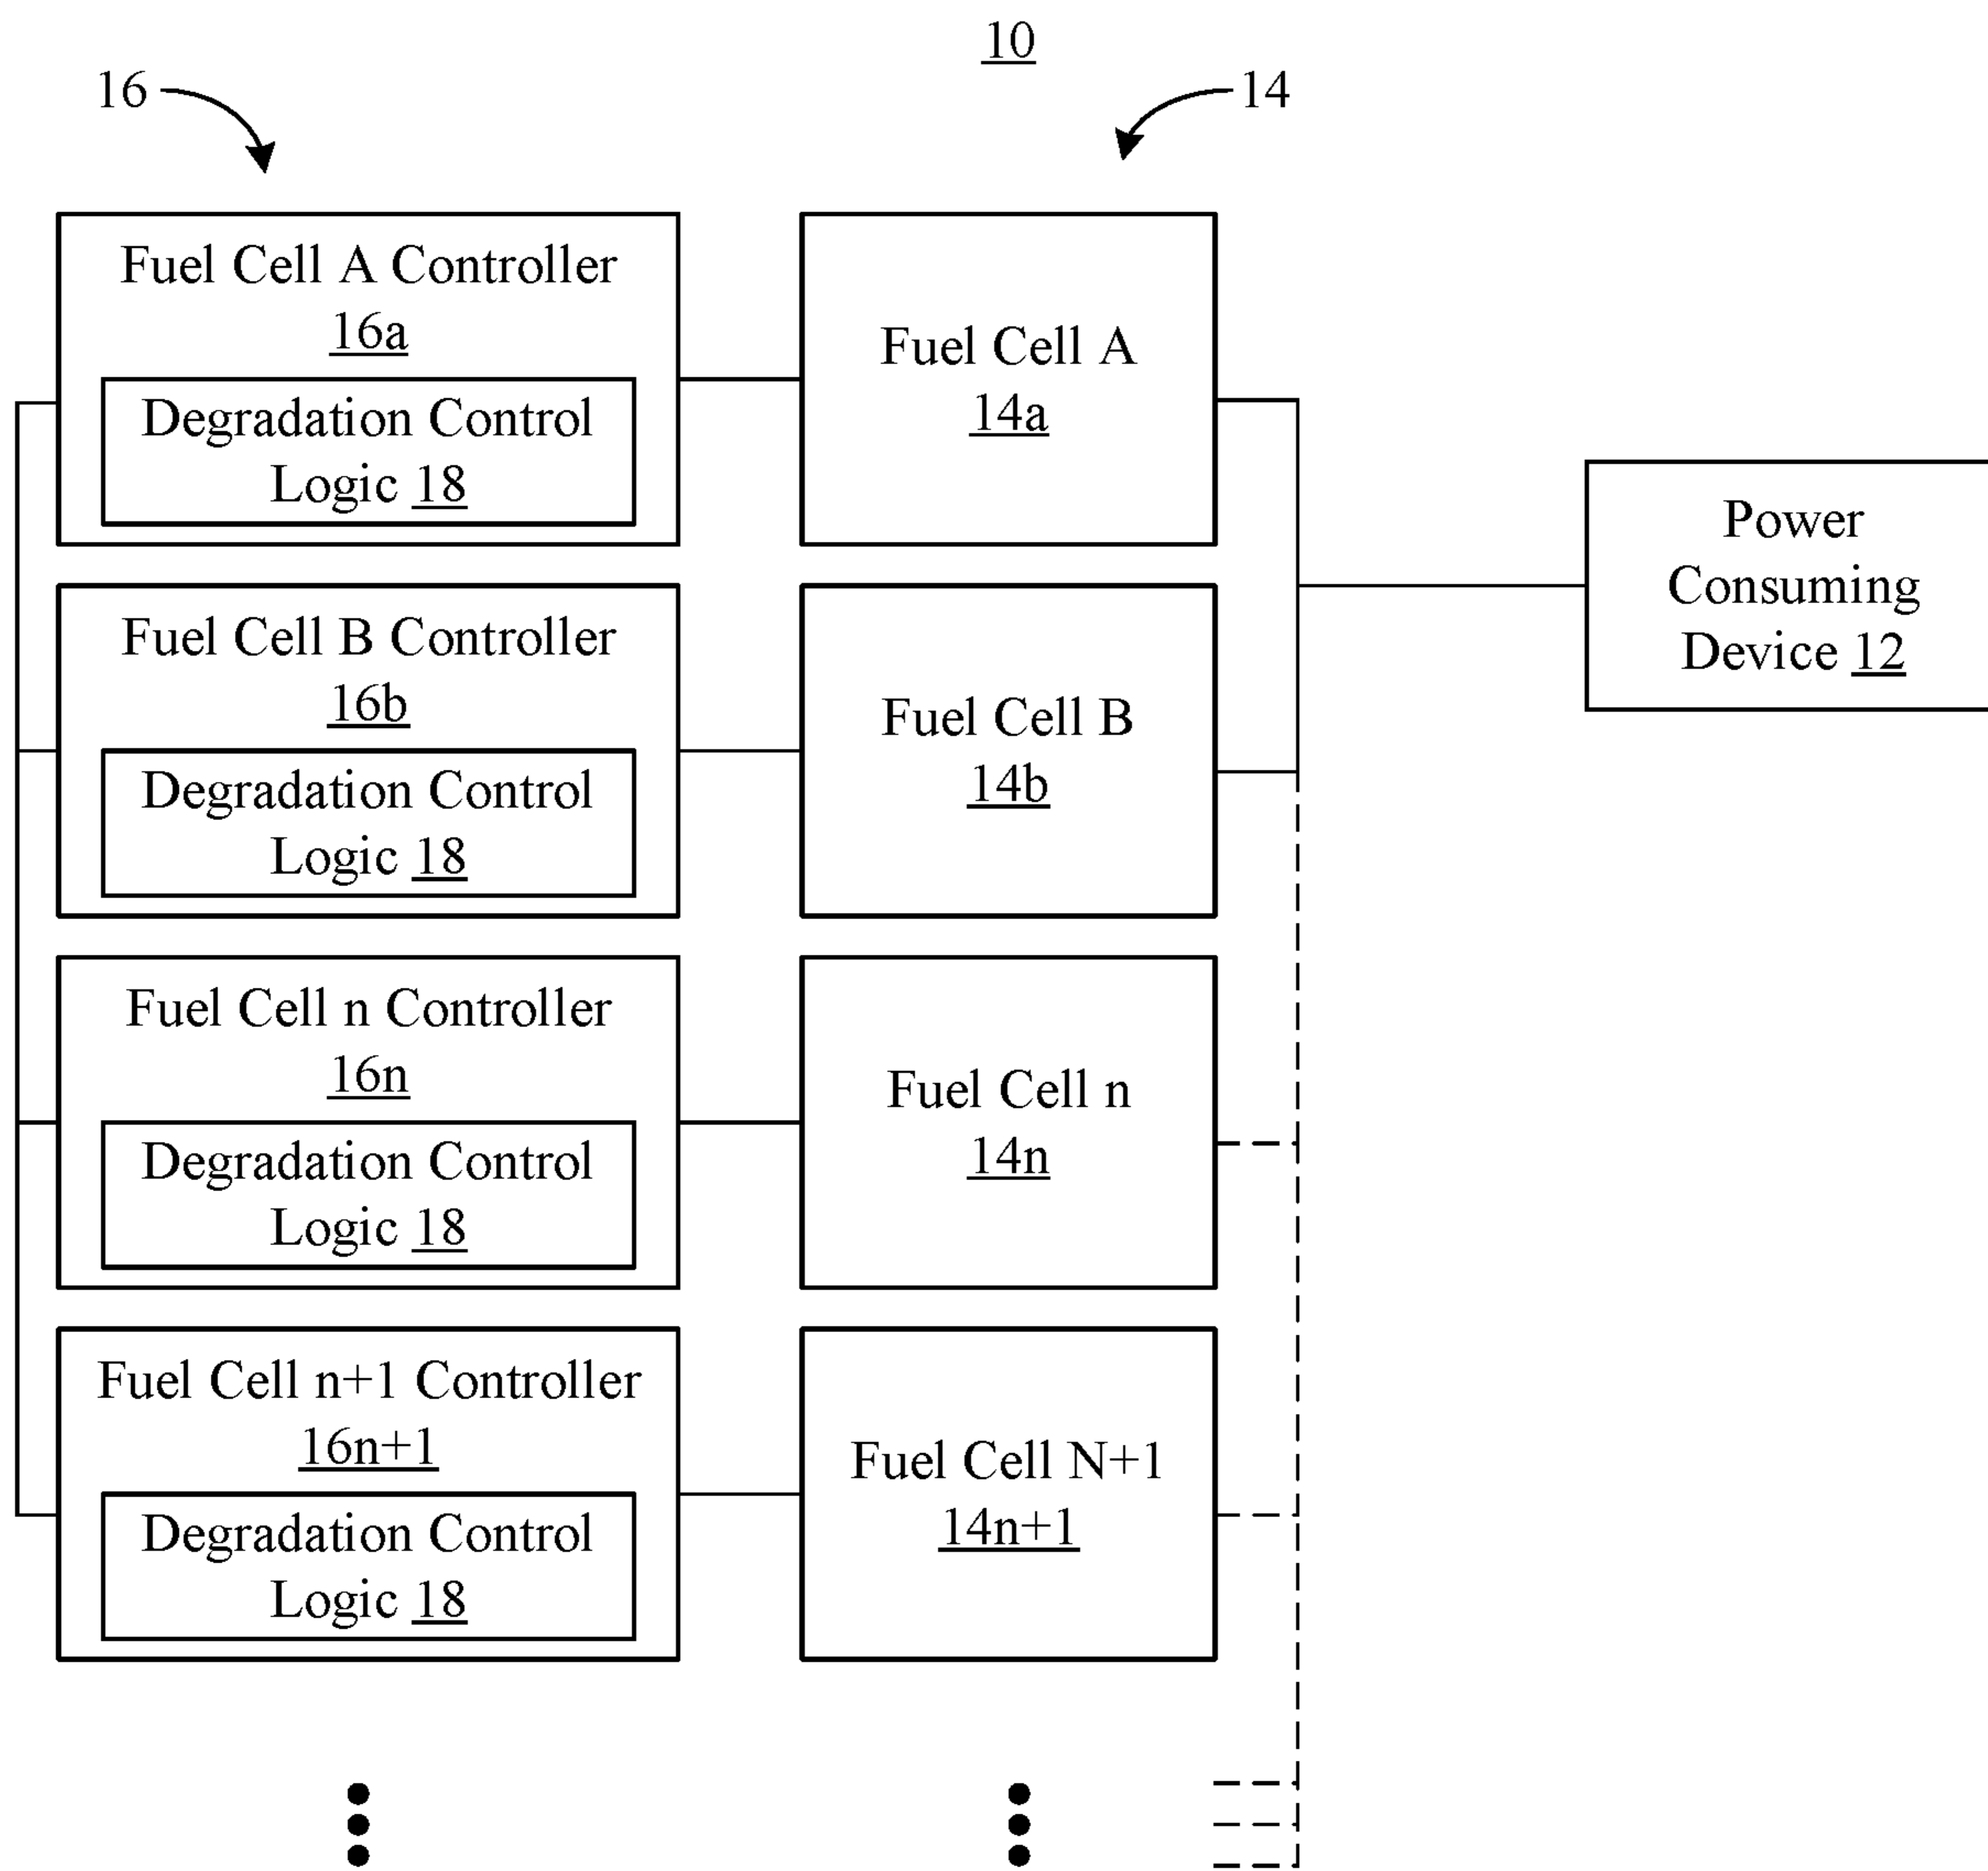 10
16
14
Fuel Cell A Controller
16a
Degradation Control
Logic 18
Fuel Cell A
14a
Power
Consuming
Device 12
Fuel Cell B Controller
16b
Degradation Control
Logic 18
Fuel Cell B
14b
Fuel Cell n Controller
16n
Degradation Control
Logic 18
Fuel Cell n
14n
Fuel Cell n+1 Controller
16n+1
Degradation Control
Logic 18
Fuel Cell N+1
14n+1